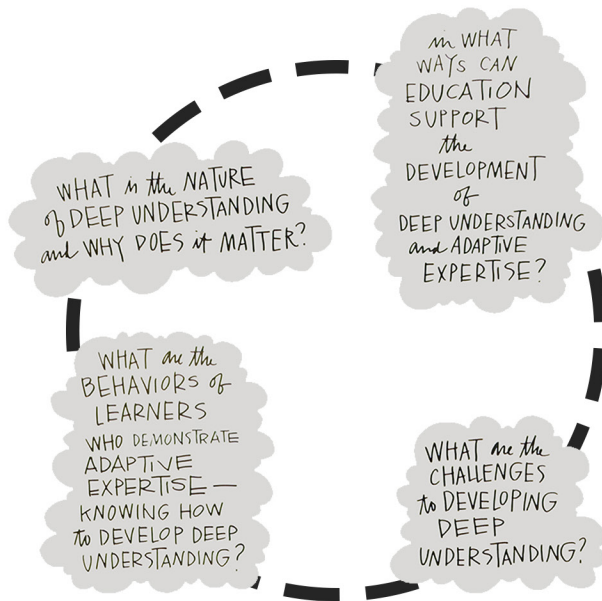 WHAT is the NATURE
of DEEP UNDERSTANDING
and WHY DOES it MATTER?
in WHAT
WAYS CAN
EDUCATION
SUPPORT
the
DEVELOPMENT
of
DEEP UNDERSTANDING
and ADAPTIVE
EXPERTISE?
WHAT are the
BEHAVIORS of
LEARNERS
WHO DEMONSTRATE
ADAPTIVE
EXPERTISE—
KNOWING HOW
to DEVELOP DEEP
UNDERSTANDING?
WHAT are the
CHALLENGES
to DEVELOPING
DEEP
UNDERSTANDING?